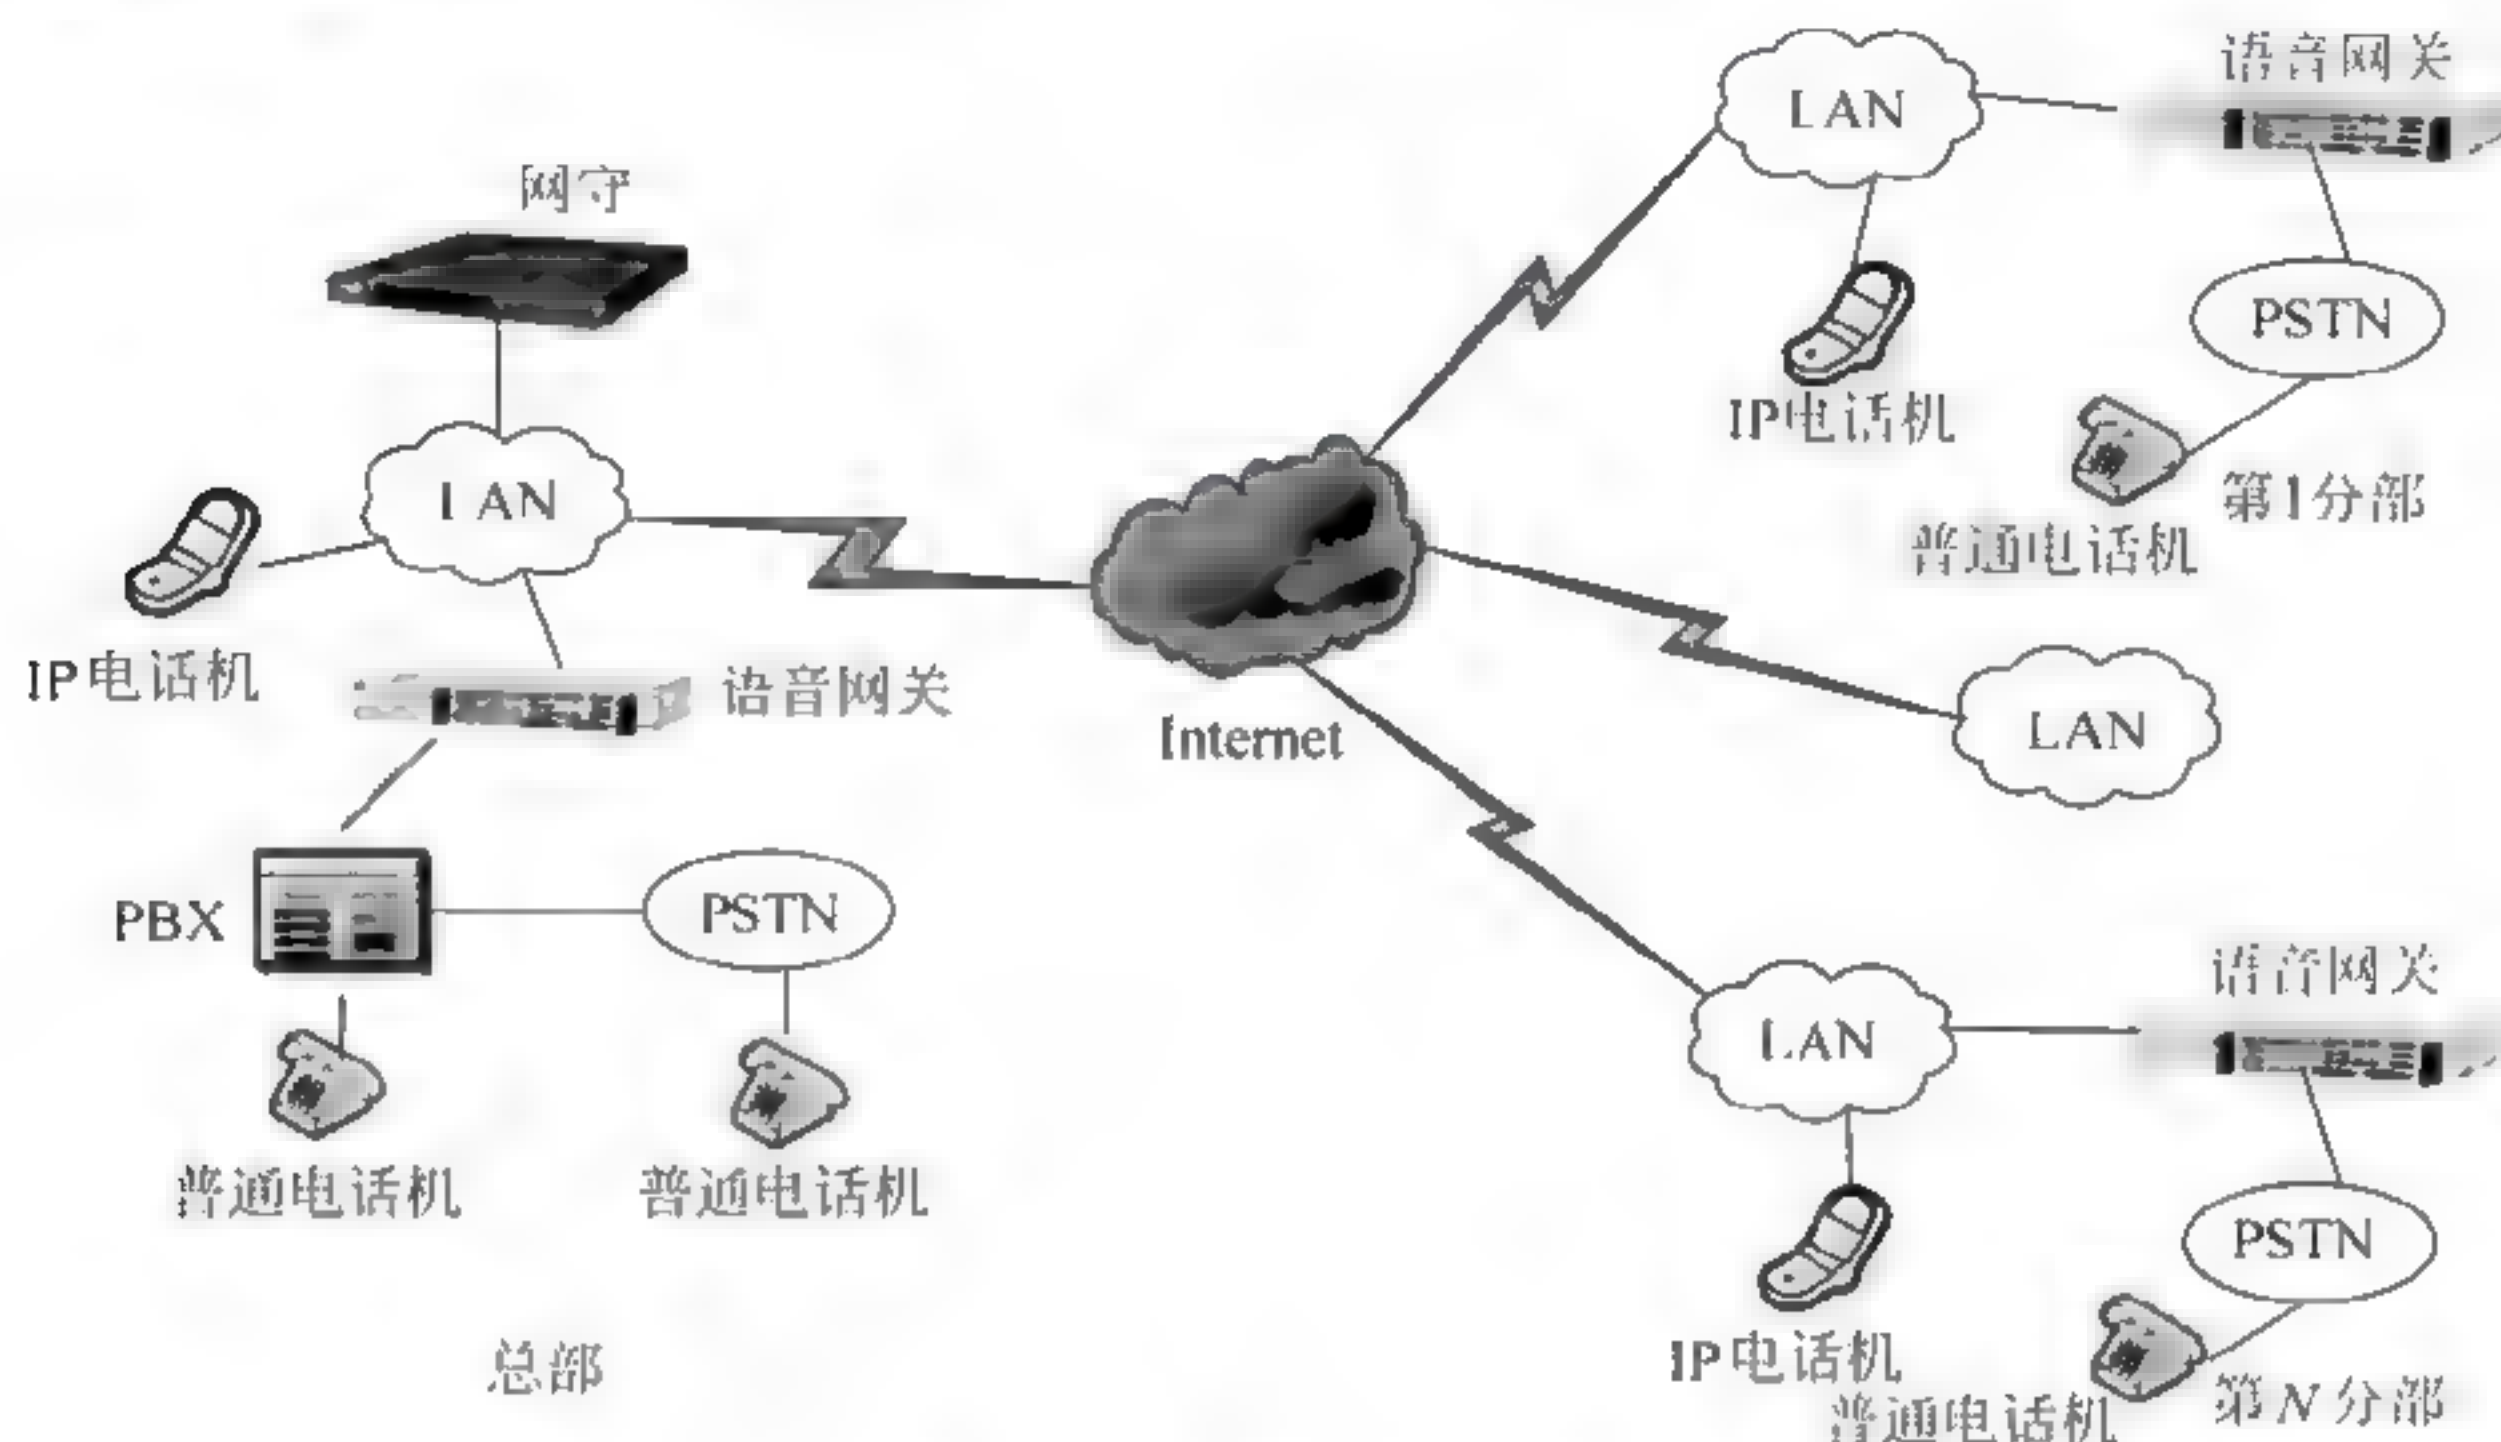 网守
LAN
IP电话机
语音网关
PBX
PSTN
普通电话机
普通电话机
总部
Internet
LAN
语音网关
IP电话机
PSTN
普通电话机
第1分部
LAN
LAN
语音网关
IP电话机
PSTN
普通电话机
第N分部